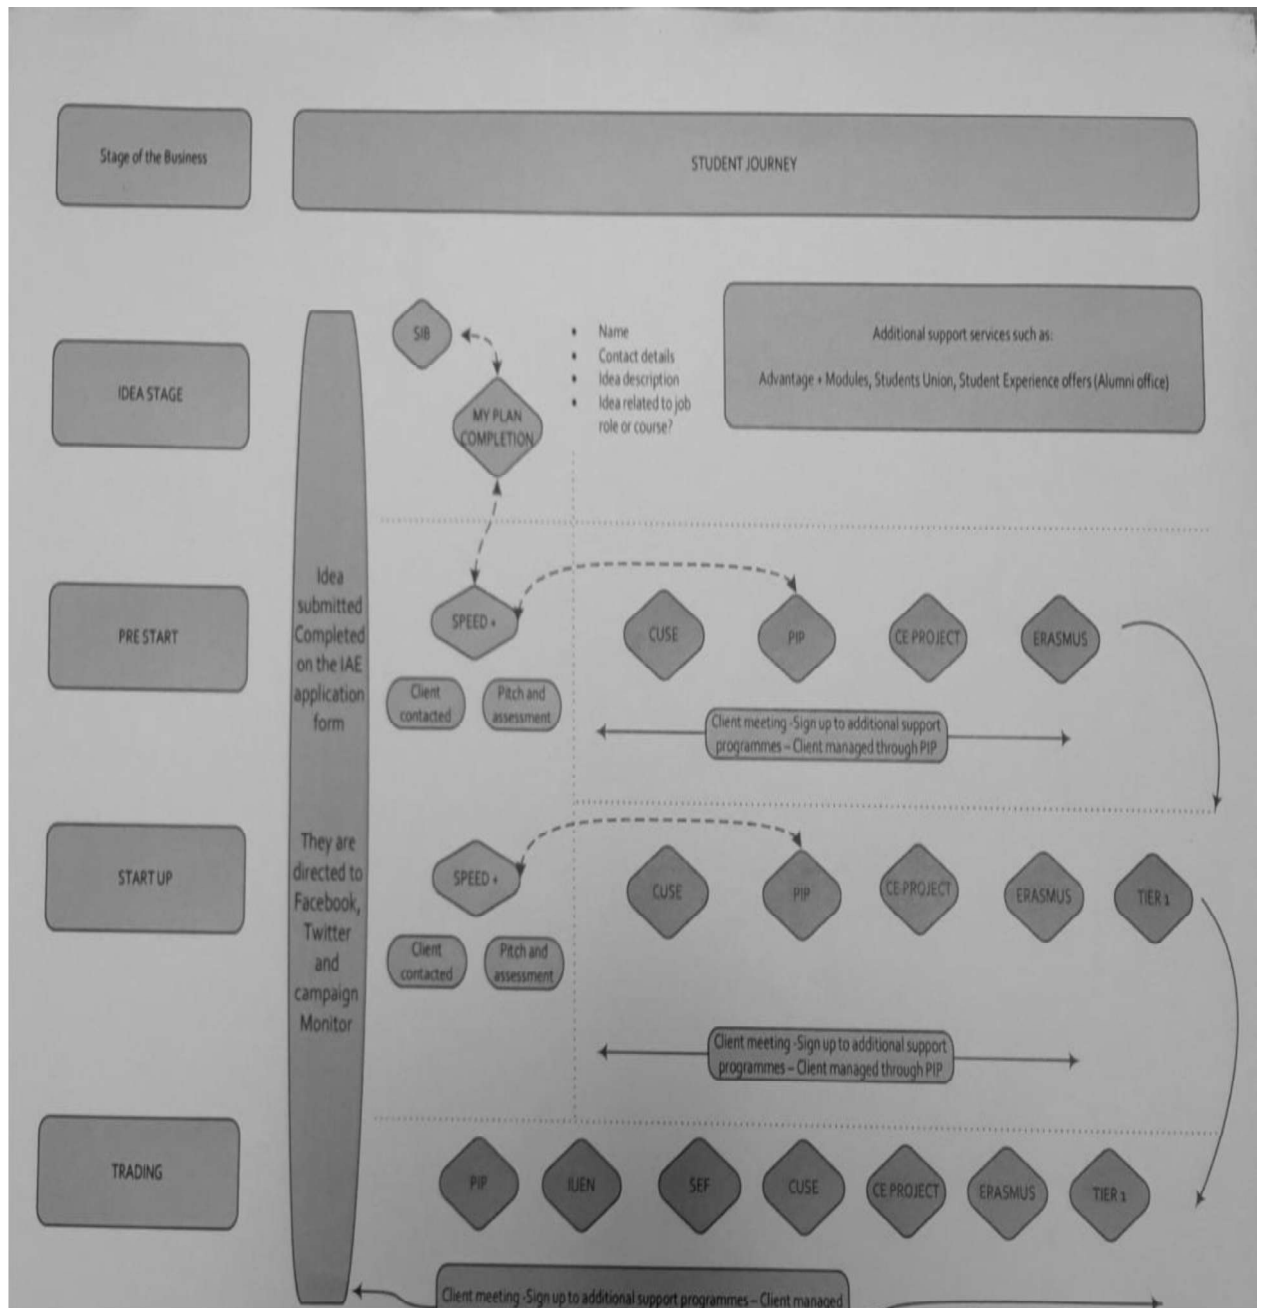 Stage of the Business
STUDENT JOURNEY
IDEA STAGE
SIB
MY PLAN
COMPLETION
• Name
• Contact details
• Idea description
• Idea related to job
role or course?
Additional support services such as:
Advantage + Modules, Students Union, Student Experience offers (Alumni office)
Idea
submitted
Completed
on the IAE
application
form
They are
directed to
Facebook,
Twitter
and
campaign
Monitor
PRE START
SPEED +
CUSE
PIP
CE PROJECT
ERASMUS
Client
contacted
Pitch and
assessment
Client meeting -Sign up to additional support
programmes – Client managed through PIP
START UP
SPEED +
CUSE
PIP
CE PROJECT
ERASMUS
TIER 1
Client
contacted
Pitch and
assessment
Client meeting -Sign up to additional support
programmes – Client managed through PIP
TRADING
PIP
IUEN
SEF
CUSE
CE PROJECT
ERASMUS
TIER 1
Client meeting -Sign up to additional support programmes – Client managed